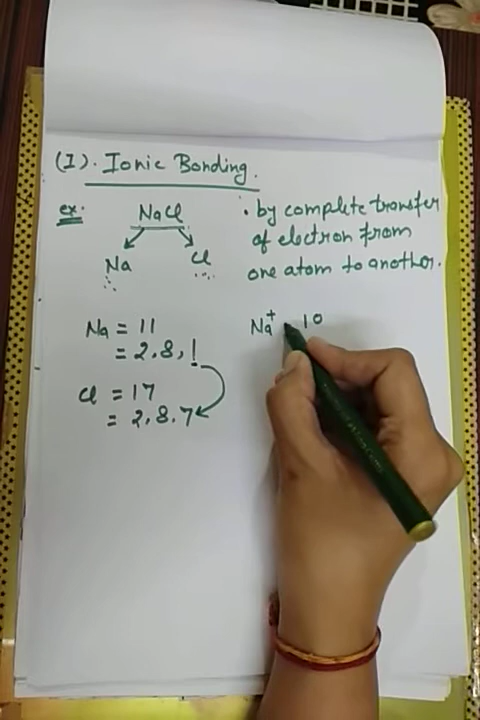 (I). Ionic Bonding.
ex:
NaCl
Na
Cl
• by complete transfer
of electron from
one atom to another.
Na = 11
= 2,8,1
Cl = 17
= 2,8,7
Na⁺ 10